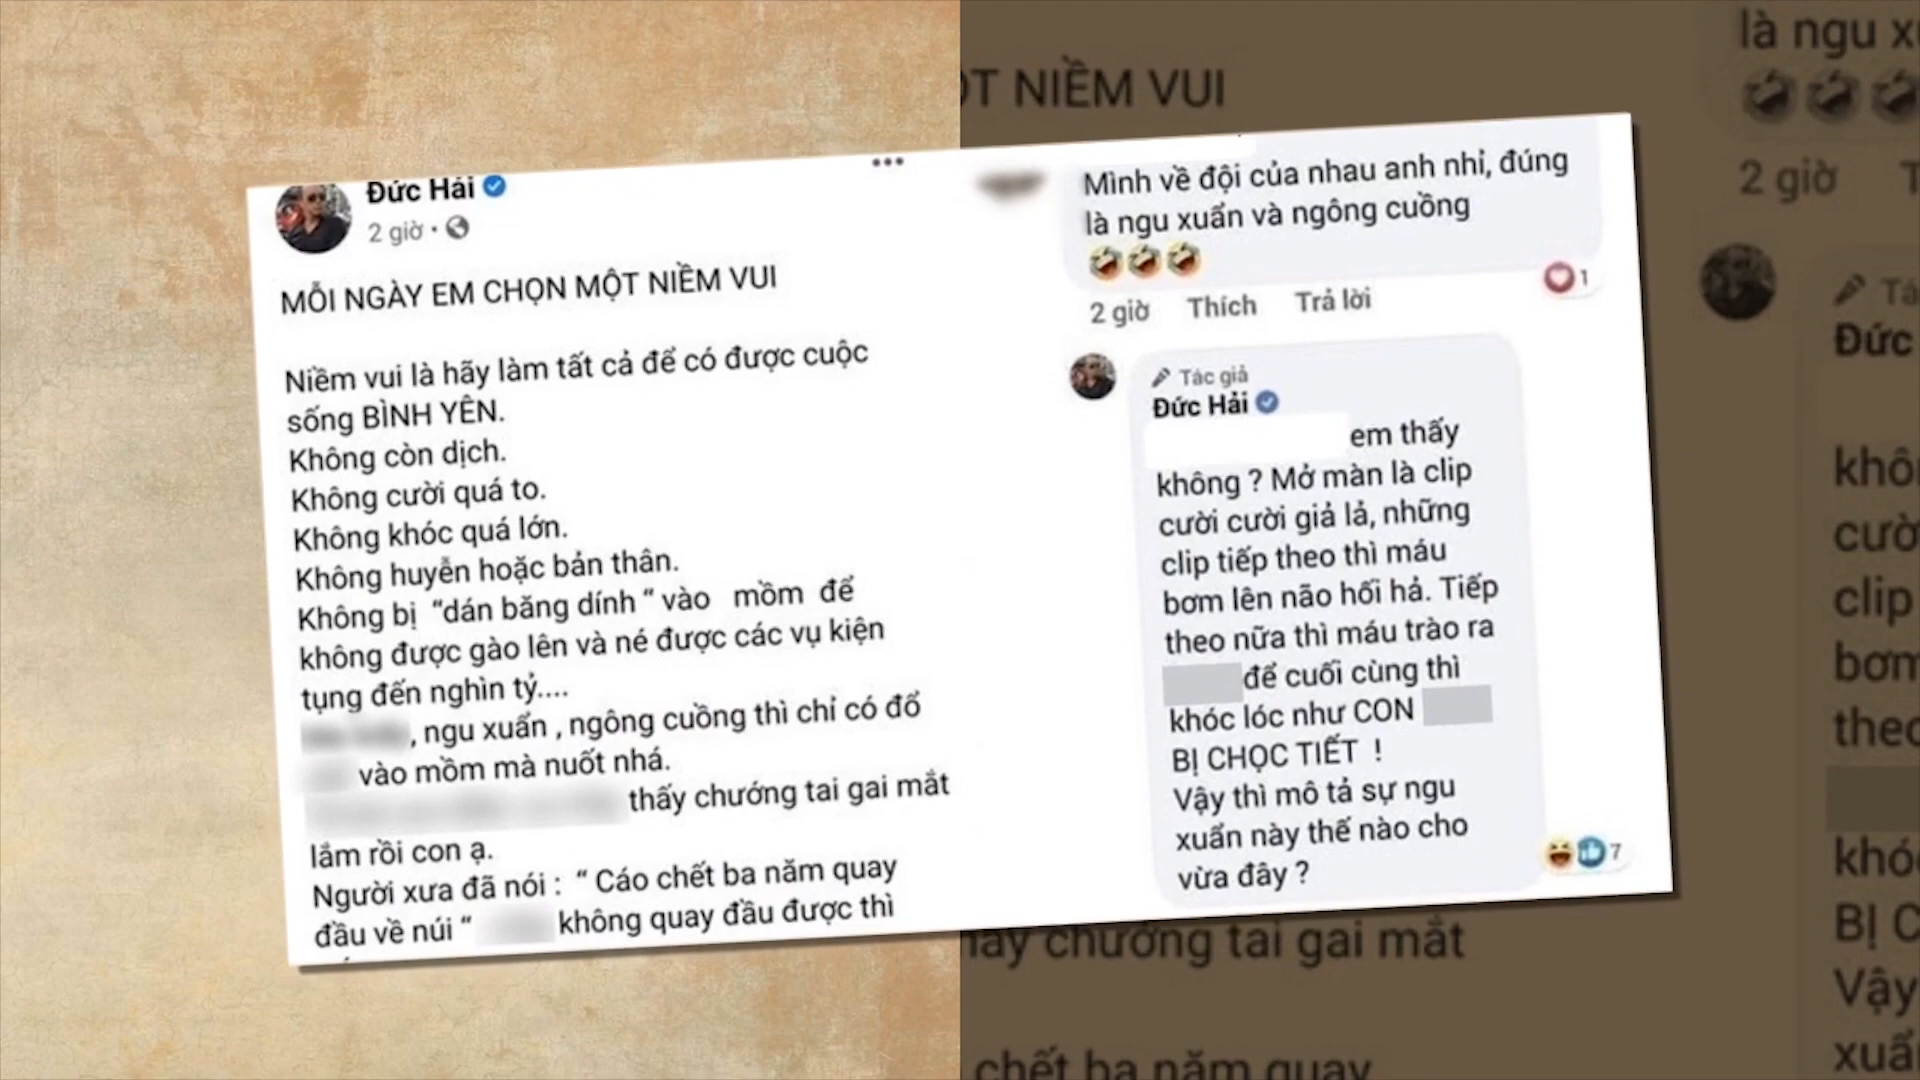 Đức Hải
2 giờ
MỖI NGÀY EM CHỌN MỘT NIỀM VUI
Niềm vui là hãy làm tất cả để có được cuộc
sống BÌNH YÊN.
Không còn dịch.
Không cười quá to.
Không khóc quá lớn.
Không huyễn hoặc bản thân.
Không bị “dán băng dính “ vào mồm để
không được gào lên và né được các vụ kiện
tụng đến nghìn tỷ....
, ngu xuẩn , ngông cuồng thì chỉ có đổ
vào mồm mà nuốt nhá.
thấy chướng tai gai mắt
lắm rồi con ạ.
Người xưa đã nói : “ Cáo chết ba năm quay
đầu về núi “
không quay đầu được thì
Mình về đội của nhau anh nhỉ, đúng
là ngu xuẩn và ngông cuồng
🤣🤣🤣
1
2 giờ Thích Trả lời
Tác giả
Đức Hải
em thấy
không ? Mở màn là clip
cười cười giả lả, những
clip tiếp theo thì máu
bơm lên não hối hả. Tiếp
theo nữa thì máu trào ra
để cuối cùng thì
khóc lóc như CON
BỊ CHỌC TIẾT !
Vậy thì mô tả sự ngu
xuẩn này thế nào cho
vừa đây ?
7
NIỀM VUI
là ngu
2 giờ
Đức
clip
theo
chướng tai gai mắt
BỊ
Vậy
chết ba năm quay